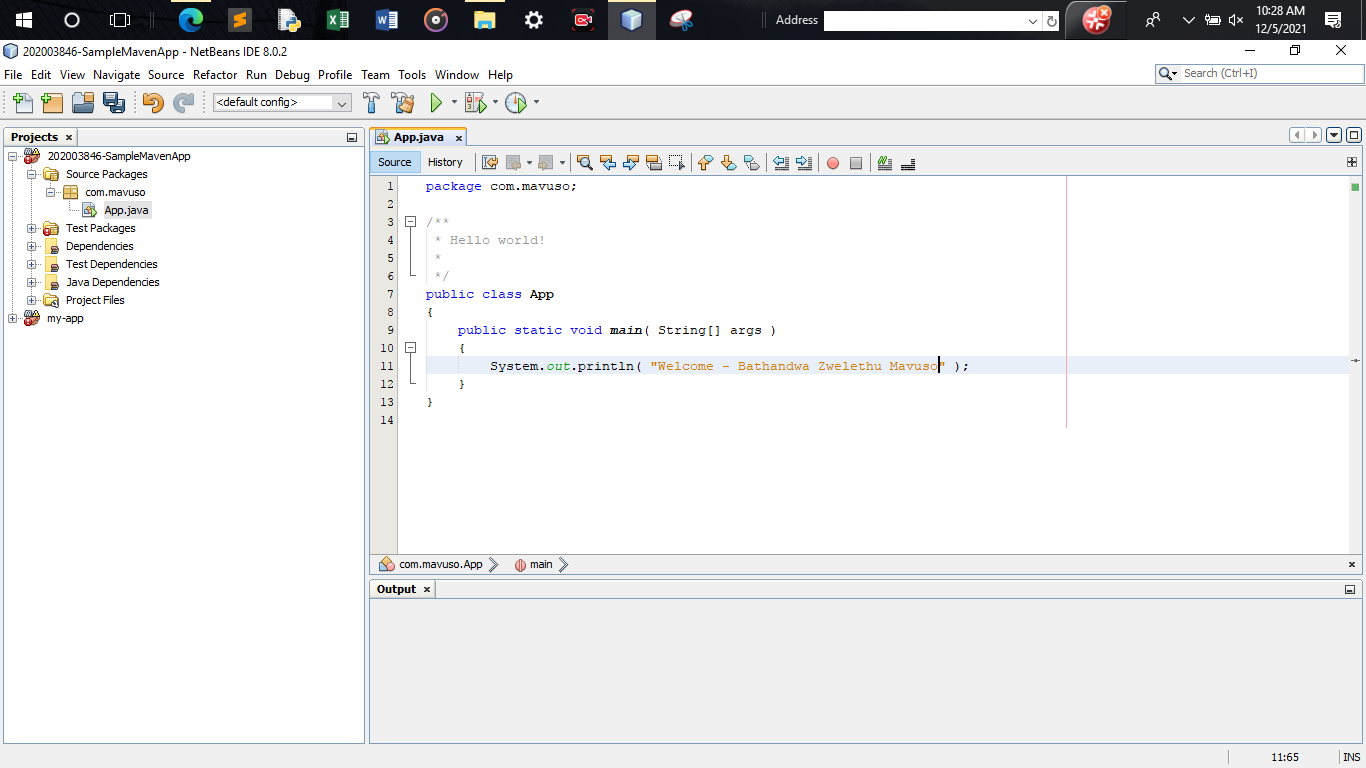 Address
10:28 AM
12/5/2021
202003846-SampleMavenApp - NetBeans IDE 8.0.2
File Edit View Navigate Source Refactor Run Debug Profile Team Tools Window Help
Search (Ctrl+I)
<default config>
Projects
202003846-SampleMavenApp
Source Packages
com.mavuso
App.java
Test Packages
Dependencies
Test Dependencies
Java Dependencies
Project Files
my-app
App.java
Source History
1 package com.mavuso;
2
3 /**
4 * Hello world!
5 *
6 */
7 public class App
8 {
9 public static void main( String[] args )
10 {
11 System.out.println( "Welcome - Bathandwa Zwelethu Mavuso" );
12 }
13 }
14
com.mavuso.App main
Output
11:65 INS